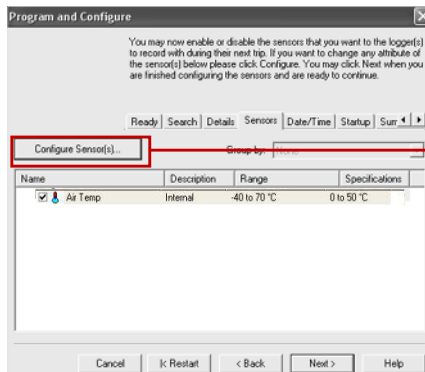 Program and Configure
You may now enable or disable the sensors that you want to the logger(s)
to record with during their next trip. If you want to change any attribute of
the sensor(s) below please click Configure. You may click Next when you
are finished configuring the sensors and are ready to continue.
Ready Search Details Sensors Date/Time Startup Sum
Configure Sensor(s)... Group by: None
Name Description Range Specifications
Air Temp Internal -40 to 70 °C 0 to 50 °C
Cancel |< Restart < Back Next > Help